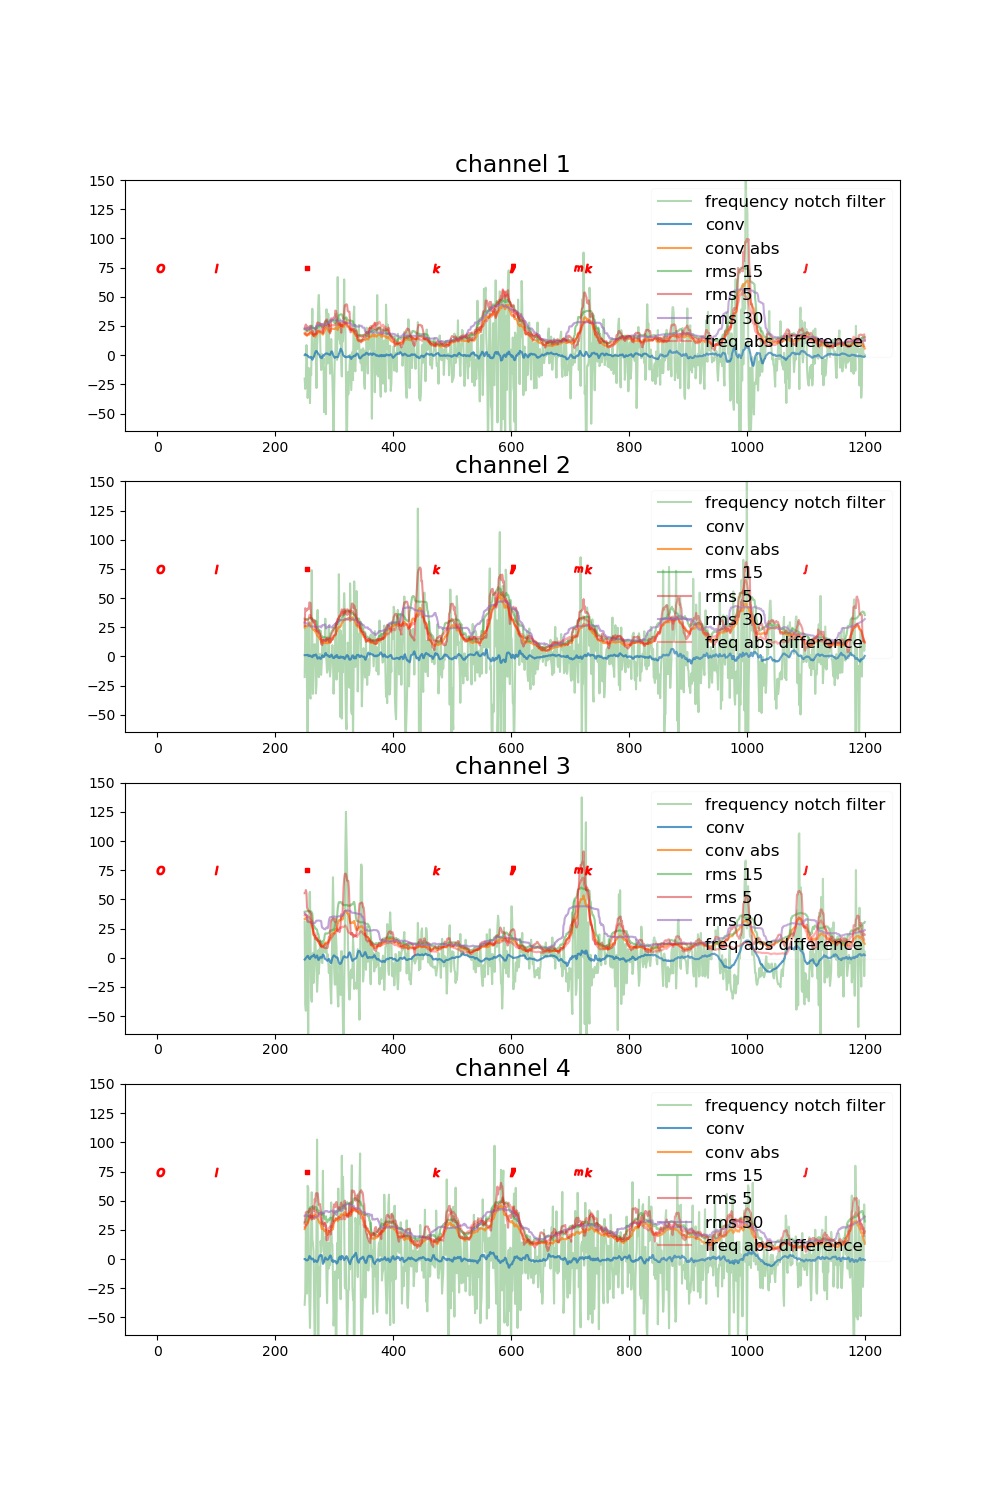 channel 1
150
125
100
75
50
25
0
−25
−50
frequency notch filter
conv
conv abs
rms 15
rms 5
rms 30
freq abs difference
O l k k J
0 200 400 600 800 1000 1200
channel 2
150
125
100
75
50
25
0
−25
−50
frequency notch filter
conv
conv abs
rms 15
rms 5
rms 30
freq abs difference
O l k k J
0 200 400 600 800 1000 1200
channel 3
150
125
100
75
50
25
0
−25
−50
frequency notch filter
conv
conv abs
rms 15
rms 5
rms 30
freq abs difference
O l k k J
0 200 400 600 800 1000 1200
channel 4
150
125
100
75
50
25
0
−25
−50
frequency notch filter
conv
conv abs
rms 15
rms 5
rms 30
freq abs difference
O l k k J
0 200 400 600 800 1000 1200